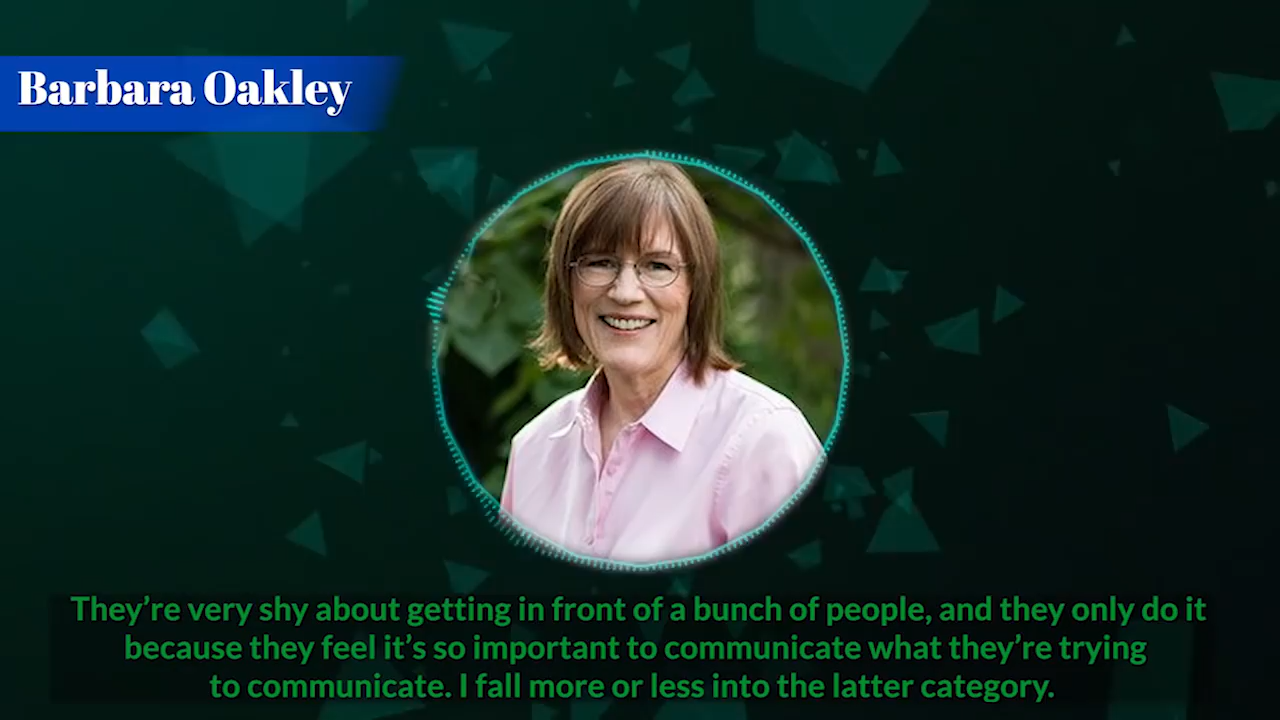 Barbara Oakley
They’re very shy about getting in front of a bunch of people, and they only do it
because they feel it’s so important to communicate what they’re trying
to communicate. I fall more or less into the latter category.